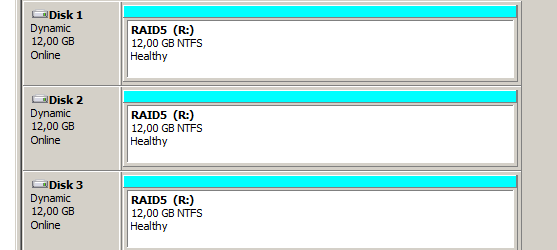 Disk 1
Dynamic
12,00 GB
Online
RAID5 (R:)
12,00 GB NTFS
Healthy
Disk 2
Dynamic
12,00 GB
Online
RAID5 (R:)
12,00 GB NTFS
Healthy
Disk 3
Dynamic
12,00 GB
Online
RAID5 (R:)
12,00 GB NTFS
Healthy